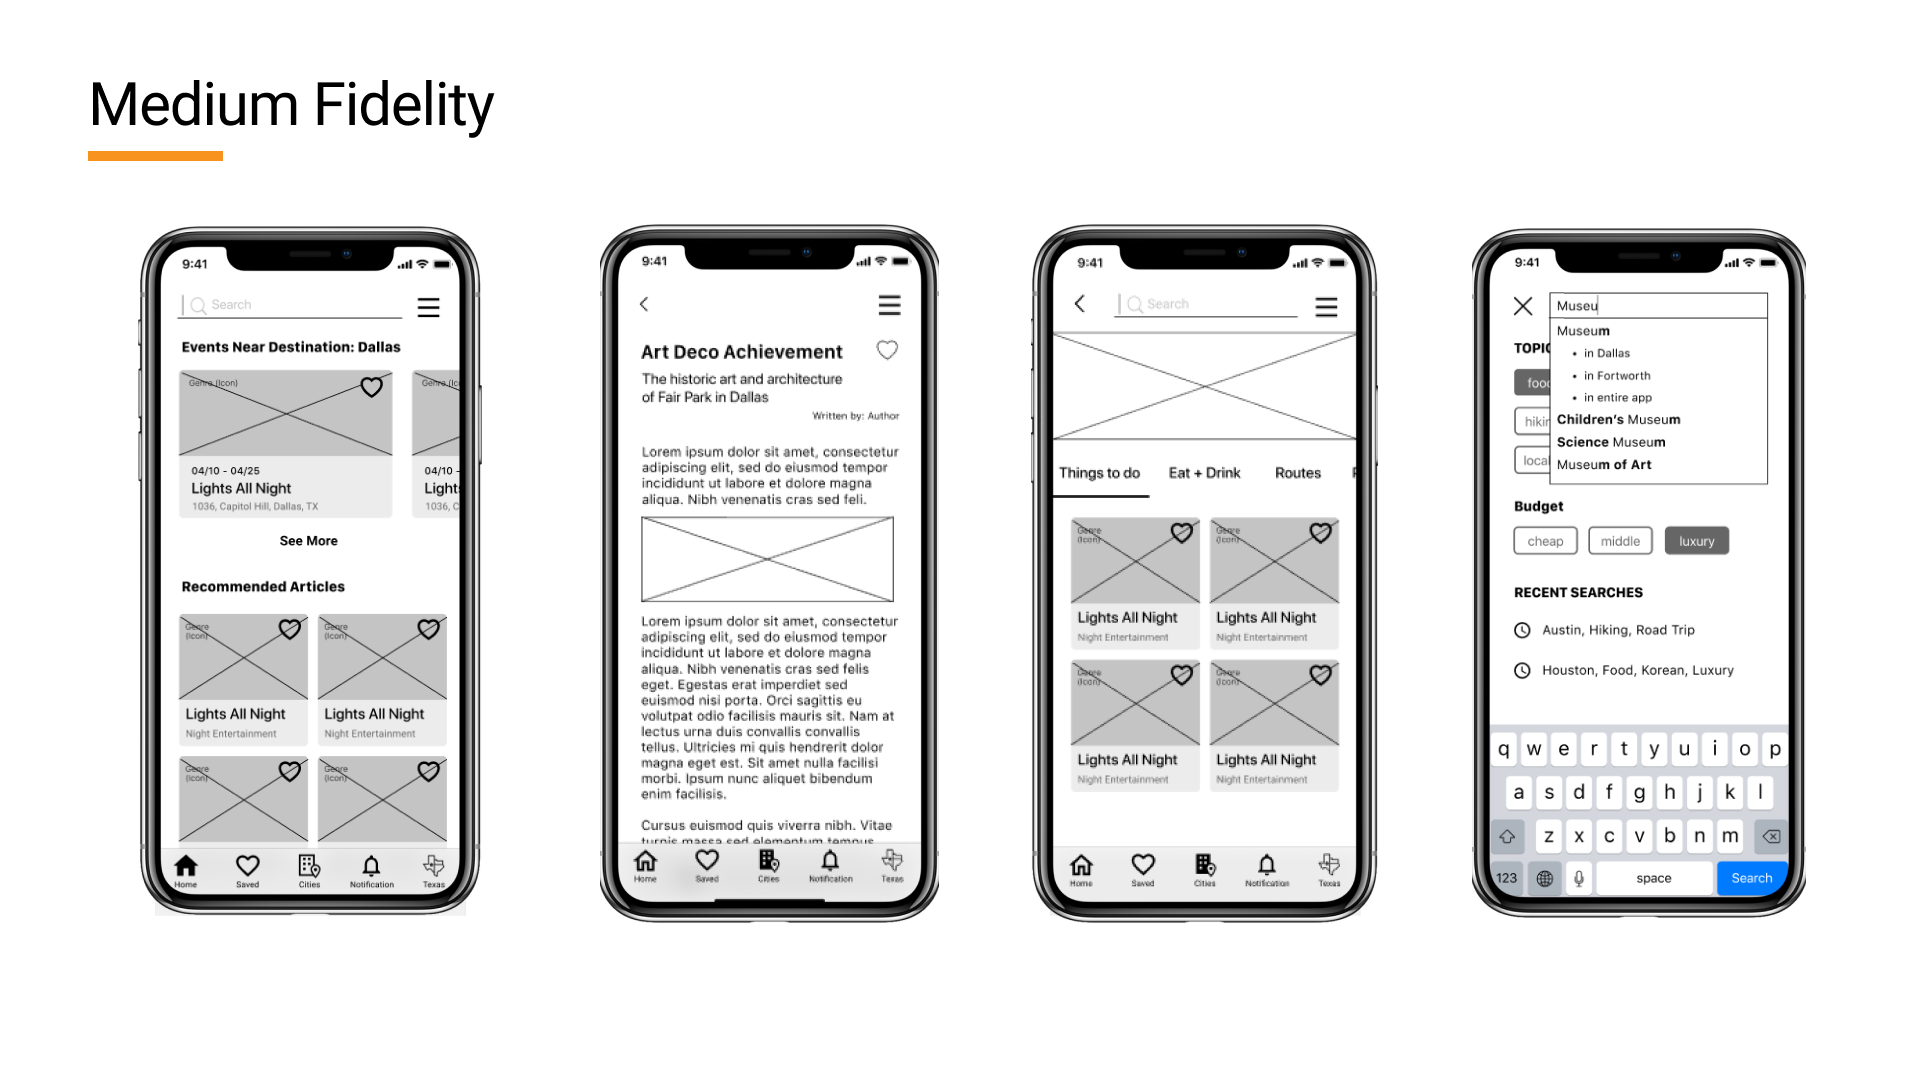 Medium Fidelity
9:41
Search
Events Near Destination: Dallas
Genre (Icon)
04/10 - 04/25
Lights All Night
1036, Capitol Hill, Dallas, TX
Genre (Ico
04/10 -
Lights
1036, C
See More
Recommended Articles
Genre
(Icon)
Lights All Night
Night Entertainment
Genre
(Icon)
Lights All Night
Night Entertainment
Genre
(Icon)
Genre
(Icon)
Home
Saved
Cities
Notification
Texas
9:41
Art Deco Achievement
The historic art and architecture
of Fair Park in Dallas
Written by: Author
Lorem ipsum dolor sit amet, consectetur
adipiscing elit, sed do eiusmod tempor
incididunt ut labore et dolore magna
aliqua. Nibh venenatis cras sed feli.
Lorem ipsum dolor sit amet, consectetur
adipiscing elit, sed do eiusmod tempor
incididunt ut labore et dolore magna
aliqua. Nibh venenatis cras sed felis
eget. Egestas erat imperdiet sed
euismod nisi porta. Orci sagittis eu
volutpat odio facilisis mauris sit. Nam at
lectus urna duis convallis convallis
tellus. Ultricies mi quis hendrerit dolor
magna eget est. Sit amet nulla facilisi
morbi. Ipsum nunc aliquet bibendum
enim facilisis.
Cursus euismod quis viverra nibh. Vitae
turpis massa sed elementum tempus
Home
Saved
Cities
Notification
Texas
9:41
Search
Things to do
Eat + Drink
Routes
Genre
(Icon)
Lights All Night
Night Entertainment
Genre
(Icon)
Lights All Night
Night Entertainment
Genre
(Icon)
Lights All Night
Night Entertainment
Genre
(Icon)
Lights All Night
Night Entertainment
Home
Saved
Cities
Notification
Texas
9:41
Museu
Museum
• in Dallas
• in Fortworth
• in entire app
Children's Museum
Science Museum
Museum of Art
TOPIC
food
hikin
local
Budget
cheap
middle
luxury
RECENT SEARCHES
Austin, Hiking, Road Trip
Houston, Food, Korean, Luxury
q w e r t y u i o p
a s d f g h j k l
z x c v b n m
123
space
Search